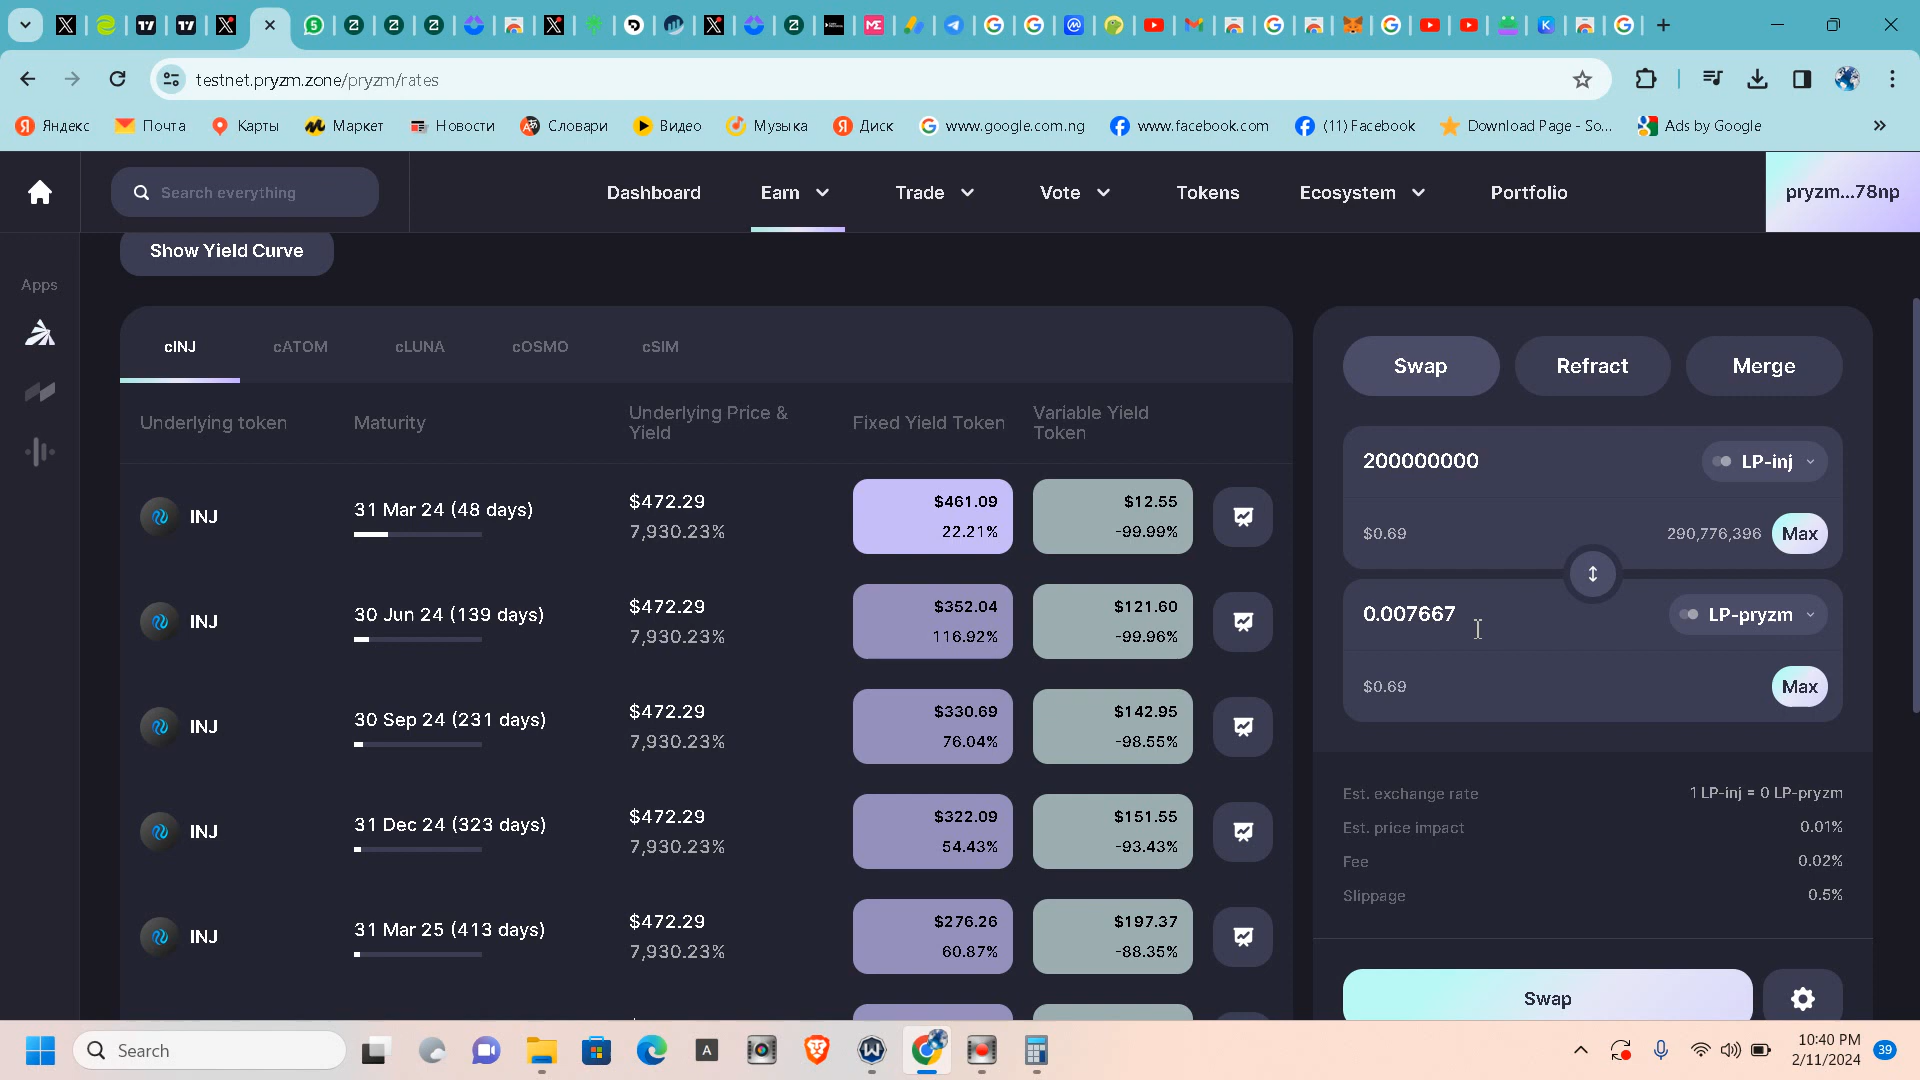 testnet.pryzm.zone/pryzm/rates
Яндекс
Почта
Карты
Маркет
Новости
Словари
Видео
Музыка
Диск
www.google.com.ng
www.facebook.com
(11) Facebook
Download Page - So...
Ads by Google
Search everything
Dashboard
Earn
Trade
Vote
Tokens
Ecosystem
Portfolio
pryzm...78np
Apps
Show Yield Curve
cINJ
cATOM
cLUNA
cOSMO
cSIM
Underlying token
Maturity
Underlying Price &
Yield
Fixed Yield Token
Variable Yield
Token
INJ
31 Mar 24 (48 days)
$472.29
7,930.23%
$461.09
22.21%
$12.55
-99.99%
INJ
30 Jun 24 (139 days)
$472.29
7,930.23%
$352.04
116.92%
$121.60
-99.96%
INJ
30 Sep 24 (231 days)
$472.29
7,930.23%
$330.69
76.04%
$142.95
-98.55%
INJ
31 Dec 24 (323 days)
$472.29
7,930.23%
$322.09
54.43%
$151.55
-93.43%
INJ
31 Mar 25 (413 days)
$472.29
7,930.23%
$276.26
60.87%
$197.37
-88.35%
Swap
Refract
Merge
200000000
LP-inj
$0.69
290,776,396
Max
0.007667
LP-pryzm
$0.69
Max
Est. exchange rate
1 LP-inj = 0 LP-pryzm
Est. price impact
0.01%
Fee
0.02%
Slippage
0.5%
Swap
Search
10:40 PM
2/11/2024
39